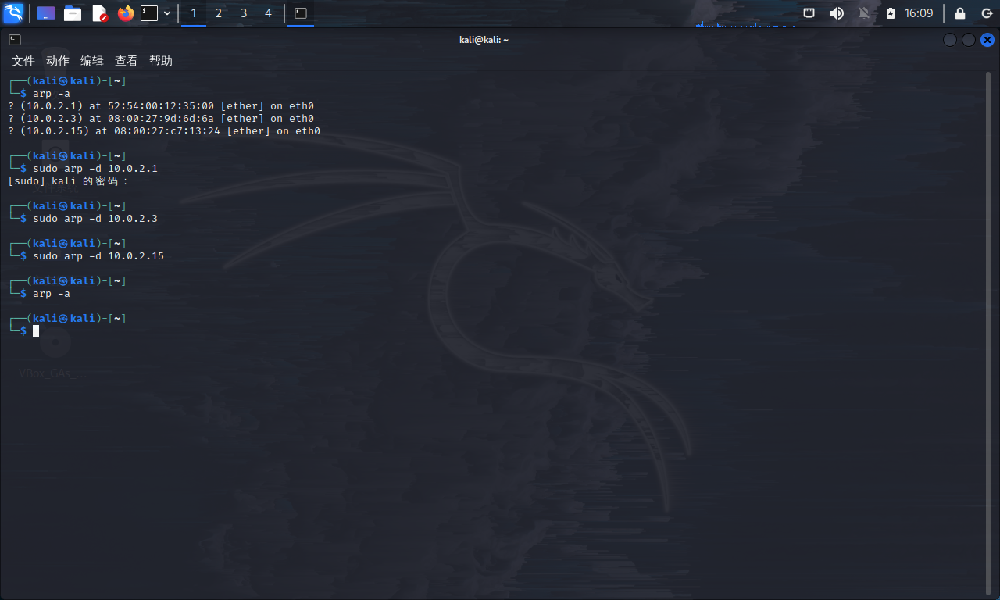 1 2 3 4
16:09
kali@kali: ~
文件 动作 编辑 查看 帮助
┌──(kali㉿kali)-[~]
└─$ arp -a
? (10.0.2.1) at 52:54:00:12:35:00 [ether] on eth0
? (10.0.2.3) at 08:00:27:9d:6d:6a [ether] on eth0
? (10.0.2.15) at 08:00:27:c7:13:24 [ether] on eth0
┌──(kali㉿kali)-[~]
└─$ sudo arp -d 10.0.2.1
[sudo] kali 的密码：
┌──(kali㉿kali)-[~]
└─$ sudo arp -d 10.0.2.3
┌──(kali㉿kali)-[~]
└─$ sudo arp -d 10.0.2.15
┌──(kali㉿kali)-[~]
└─$ arp -a
┌──(kali㉿kali)-[~]
└─$
VBox_GAs_...